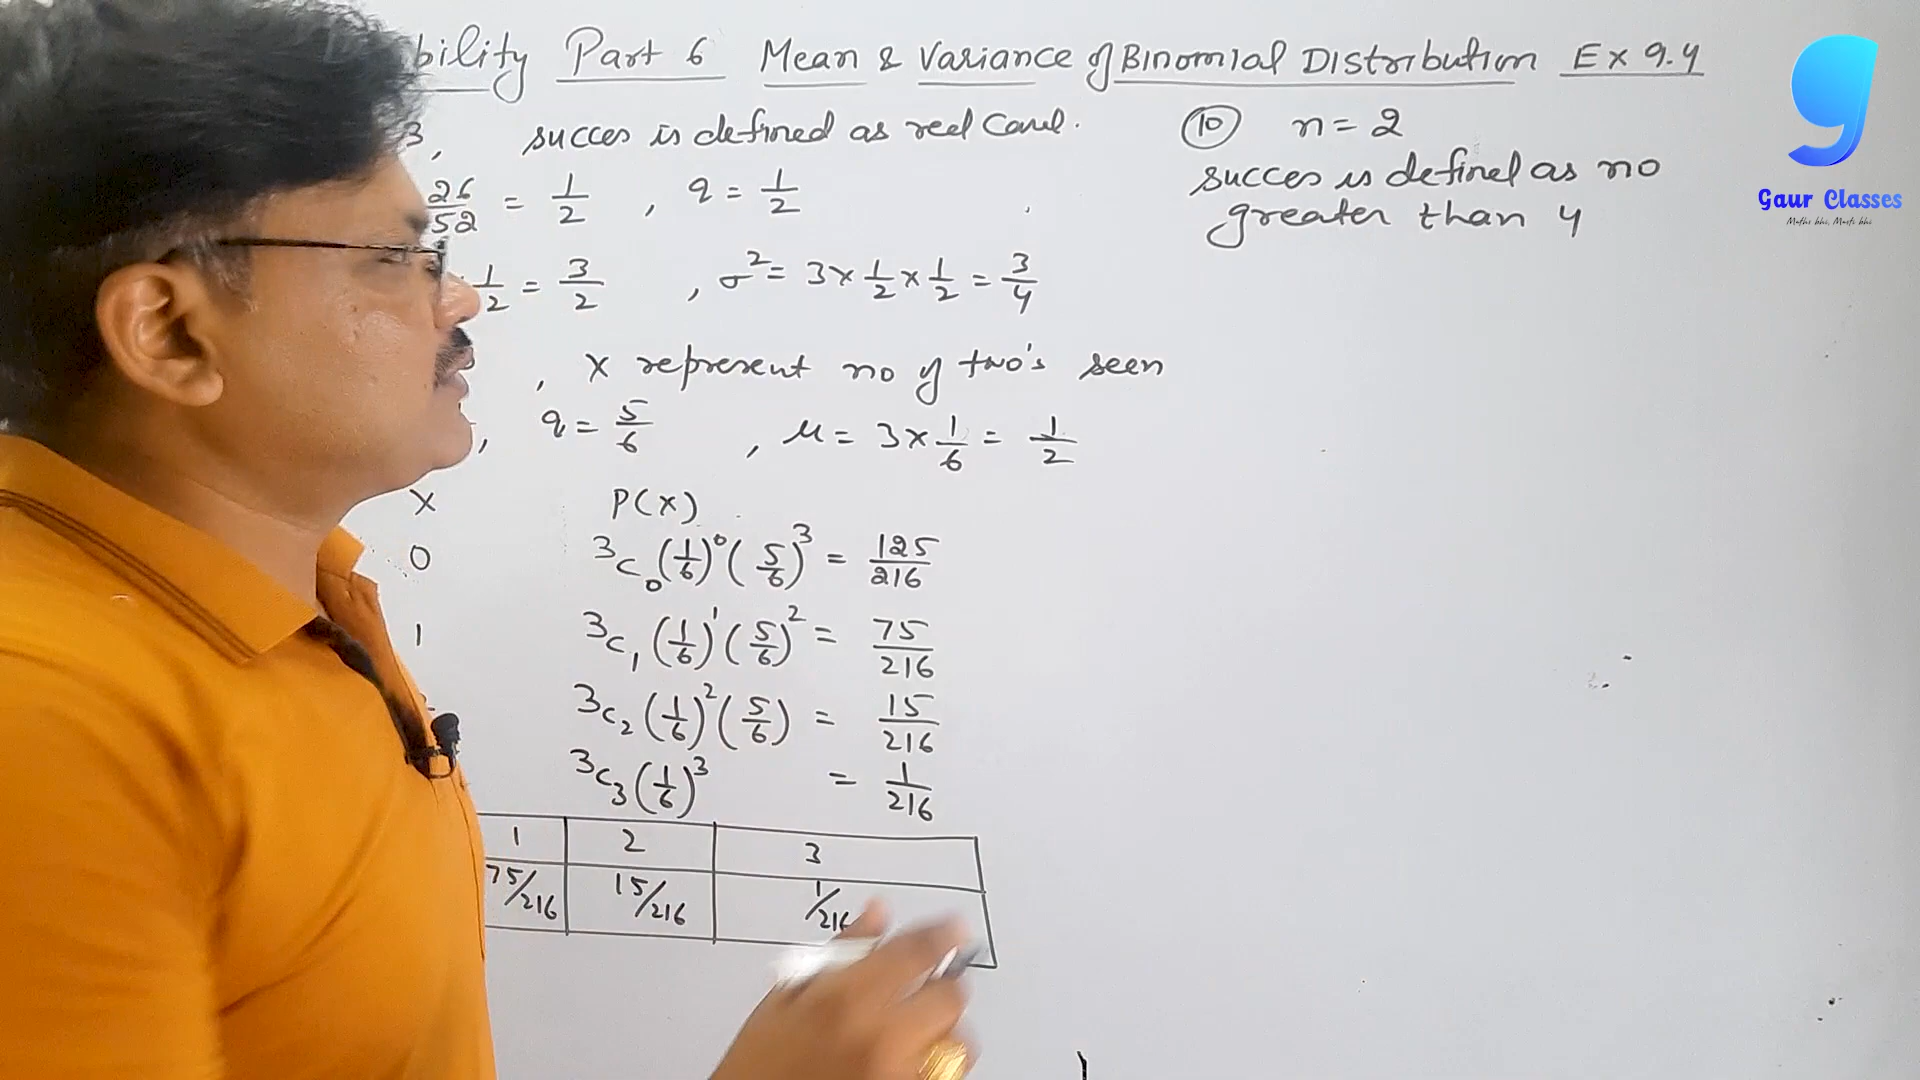 bility Part 6 Mean & Variance of Binomial Distribution Ex 9.4
3, succes is defined as red Card.
26/52 = 1/2 , q = 1/2
1/2 = 3/2 , σ² = 3 × 1/2 × 1/2 = 3/4
, X represent no of two's seen
, q = 5/6 , μ = 3 × 1/6 = 1/2
X P(X)
0 ³C₀ (1/6)⁰ (5/6)³ = 125/216
1 ³C₁ (1/6)¹ (5/6)² = 75/216
³C₂ (1/6)² (5/6) = 15/216
³C₃ (1/6)³ = 1/216
1 2 3
75/216 15/216 1/216
⑩ n = 2
succes is defined as no
greater than 4
g
Gaur Classes
Maths bhi, Masti bhi